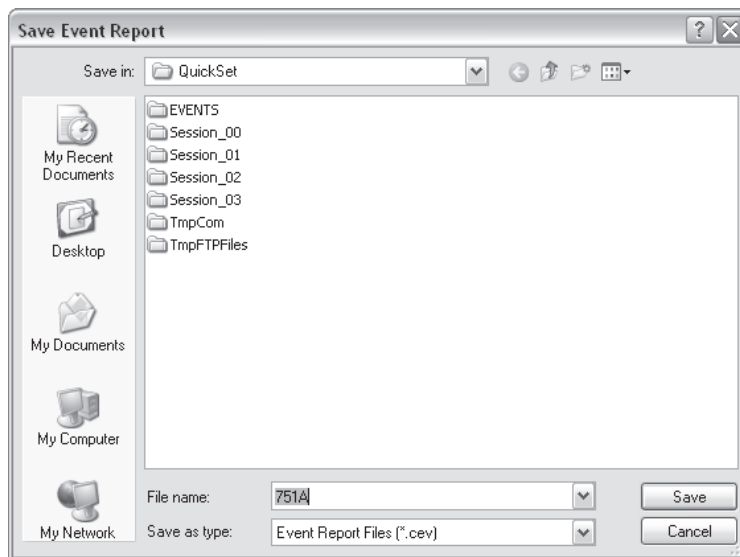 Save Event Report
Save in:
QuickSet
My Recent
Documents
Desktop
My Documents
My Computer
My Network
EVENTS
Session_00
Session_01
Session_02
Session_03
TmpCom
TmpFTPFiles
File name:
751A
Save
Save as type:
Event Report Files (*.cev)
Cancel